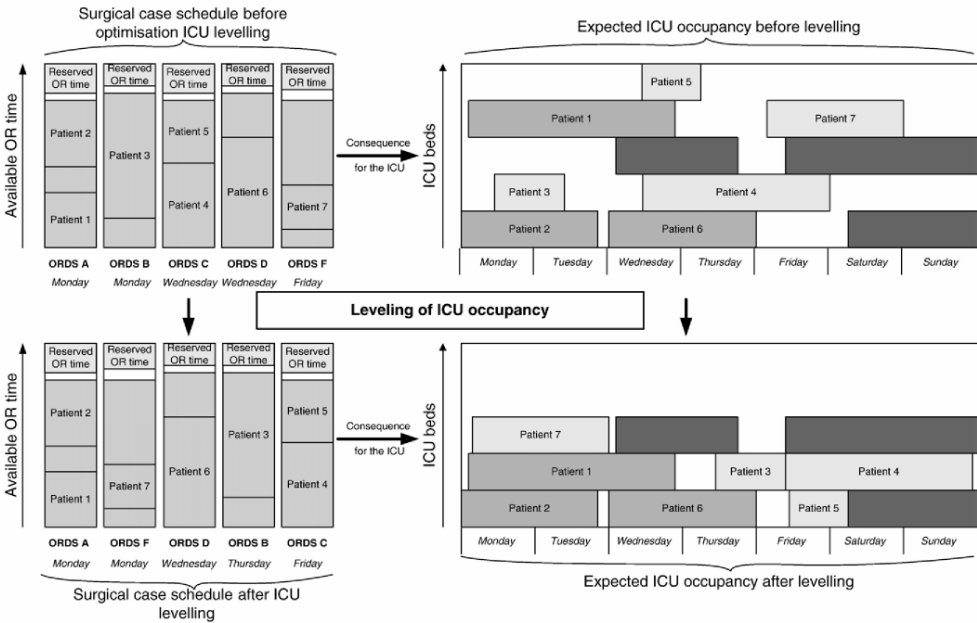 Surgical case schedule before
optimisation ICU levelling
Expected ICU occupancy before levelling
Available OR time
Reserved
OR time
Reserved
OR time
Reserved
OR time
Reserved
OR time
Reserved
OR time
Patient 2
Patient 1
Patient 3
Patient 5
Patient 4
Patient 6
Patient 7
ORDS A
ORDS B
ORDS C
ORDS D
ORDS F
Monday
Monday
Wednesday
Wednesday
Friday
Consequence
for the ICU
ICU beds
Patient 5
Patient 1
Patient 7
Patient 3
Patient 4
Patient 2
Patient 6
Monday
Tuesday
Wednesday
Thursday
Friday
Saturday
Sunday
Leveling of ICU occupancy
Available OR time
Reserved
OR time
Reserved
OR time
Reserved
OR time
Reserved
OR time
Reserved
OR time
Patient 2
Patient 1
Patient 7
Patient 6
Patient 3
Patient 5
Patient 4
ORDS A
ORDS F
ORDS D
ORDS B
ORDS C
Monday
Monday
Wednesday
Thursday
Friday
Consequence
for the ICU
ICU beds
Patient 7
Patient 1
Patient 3
Patient 4
Patient 2
Patient 6
Patient 5
Monday
Tuesday
Wednesday
Thursday
Friday
Saturday
Sunday
Surgical case schedule after ICU
levelling
Expected ICU occupancy after levelling